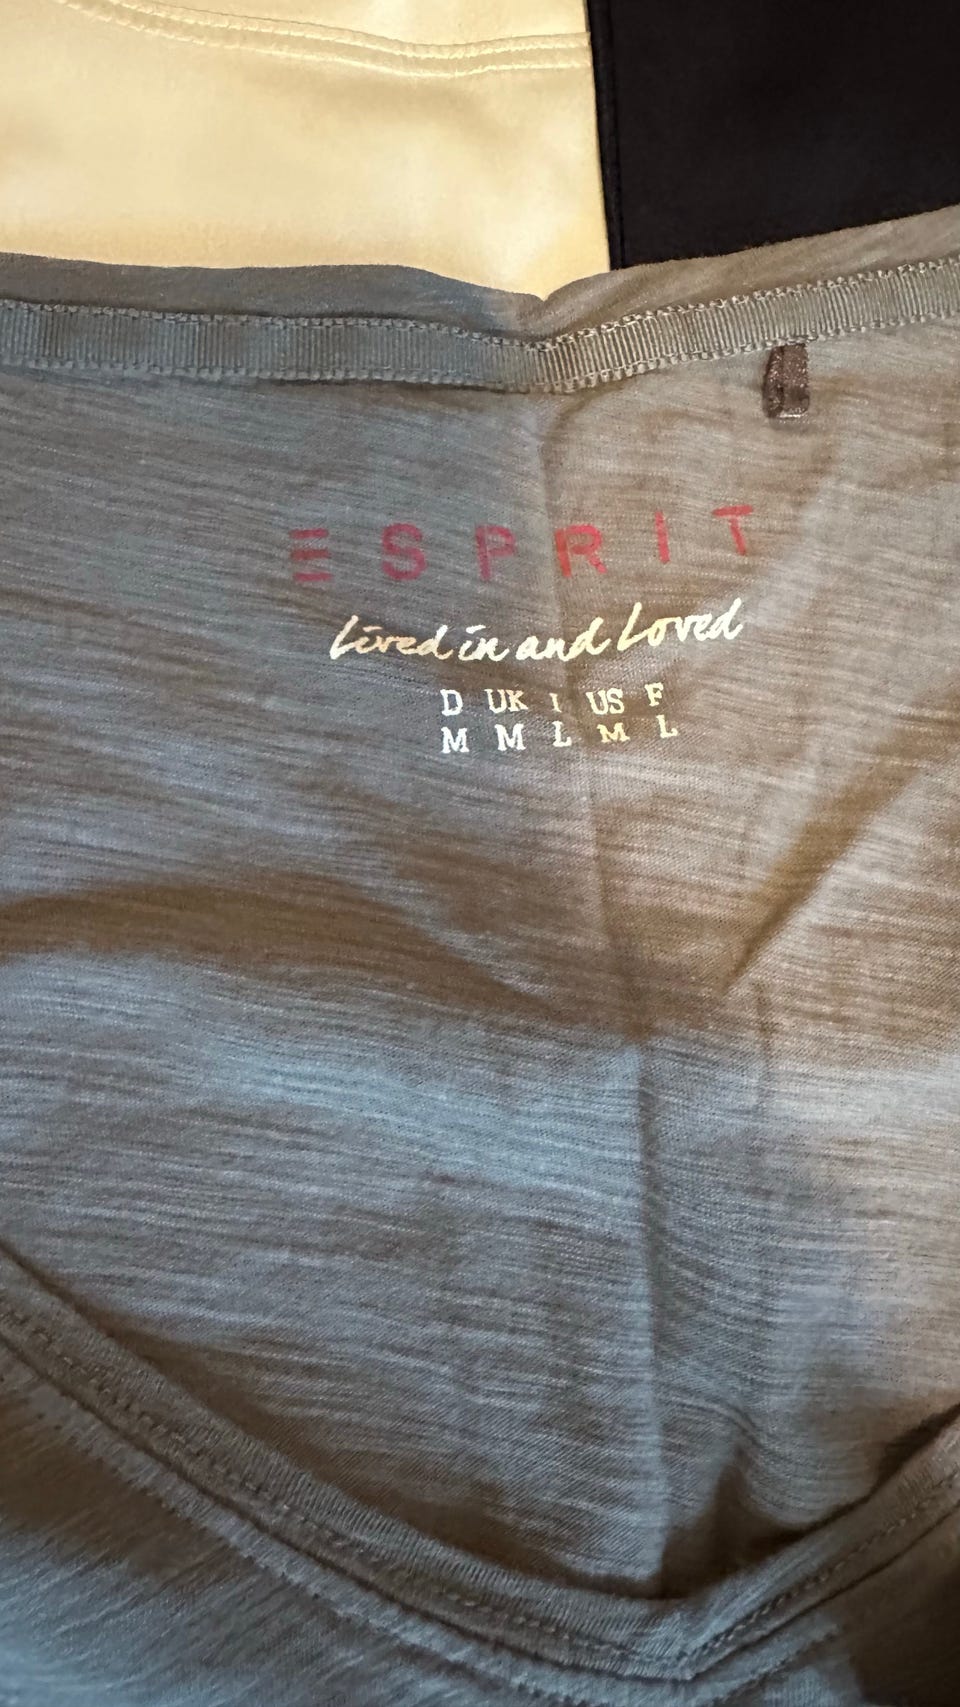 ESPRIT
Lived in and Loved
D UK I US F
M M L M L